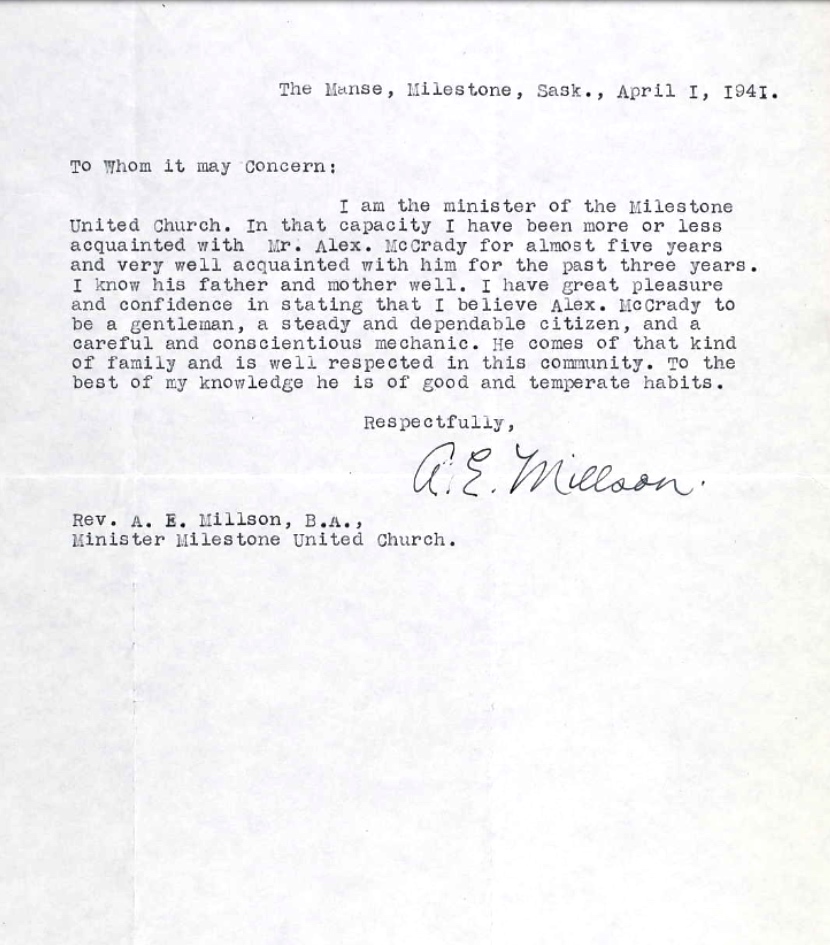 The Manse, Milestone, Sask., April I, I94I.
To Whom it may Concern:
I am the minister of the Milestone
United Church. In that capacity I have been more or less
acquainted with Mr. Alex. McCrady for almost five years
and very well acquainted with him for the past three years.
I know his father and mother well. I have great pleasure
and confidence in stating that I believe Alex. McCrady to
be a gentleman, a steady and dependable citizen, and a
careful and conscientious mechanic. He comes of that kind
of family and is well respected in this community. To the
best of my knowledge he is of good and temperate habits.
Respectfully,
A. E. Millson.
Rev. A. E. Millson, B.A.,
Minister Milestone United Church.